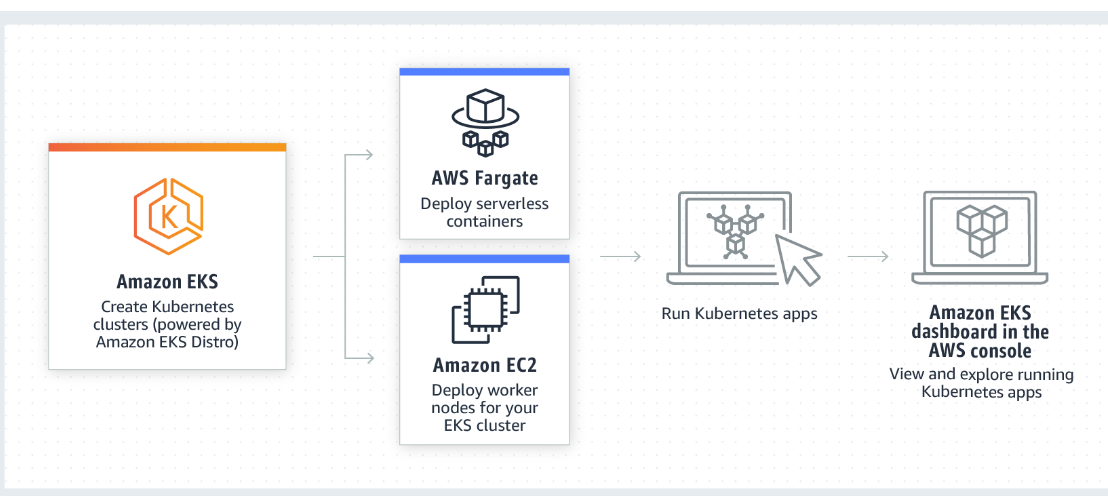 K
Amazon EKS
Create Kubernetes
clusters (powered by
Amazon EKS Distro)
AWS Fargate
Deploy serverless
containers
Amazon EC2
Deploy worker
nodes for your
EKS cluster
Run Kubernetes apps
Amazon EKS
dashboard in the
AWS console
View and explore running
Kubernetes apps